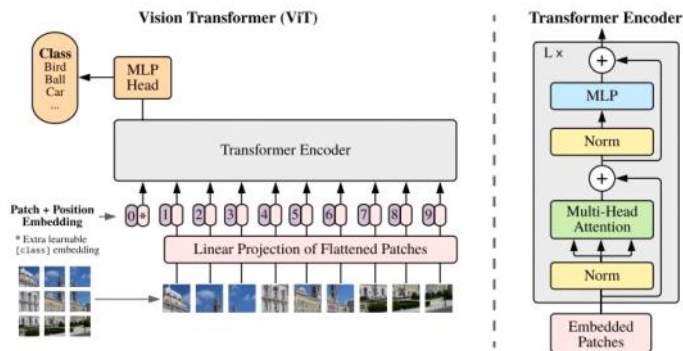 Vision Transformer (ViT)
Class
Bird
Ball
Car
...
MLP
Head
Transformer Encoder
Patch + Position
Embedding
0 * 1 2 3 4 5 6 7 8 9
* Extra learnable
[class] embedding
Linear Projection of Flattened Patches
Transformer Encoder
L ×
+
MLP
Norm
+
Multi-Head
Attention
Norm
Embedded
Patches